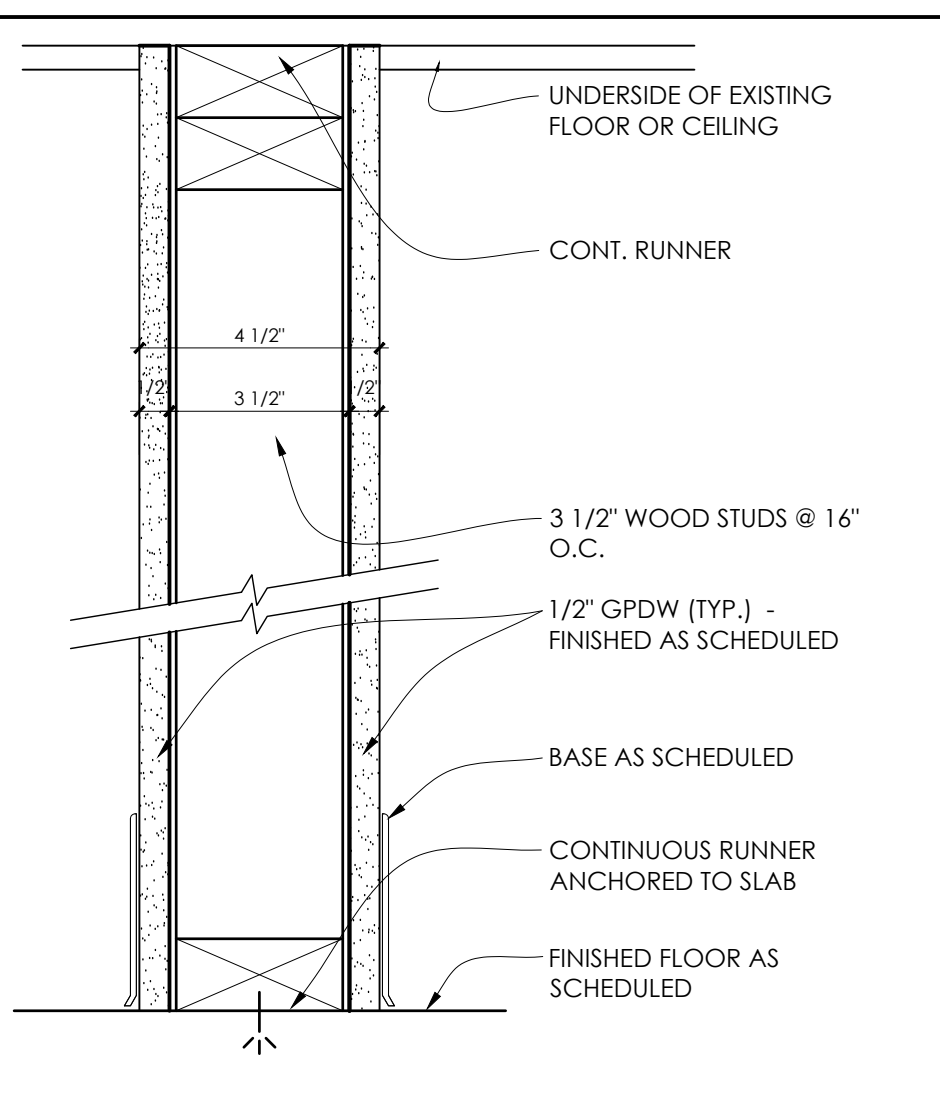 UNDERSIDE OF EXISTING
FLOOR OR CEILING
CONT. RUNNER
4 1/2"
1/2"
3 1/2"
/2"
3 1/2" WOOD STUDS @ 16"
O.C.
1/2" GPDW (TYP.) -
FINISHED AS SCHEDULED
BASE AS SCHEDULED
CONTINUOUS RUNNER
ANCHORED TO SLAB
FINISHED FLOOR AS
SCHEDULED